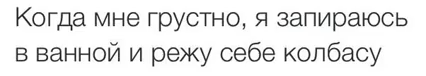 Когда мне грустно, я запираюсь
в ванной и режу себе колбасу